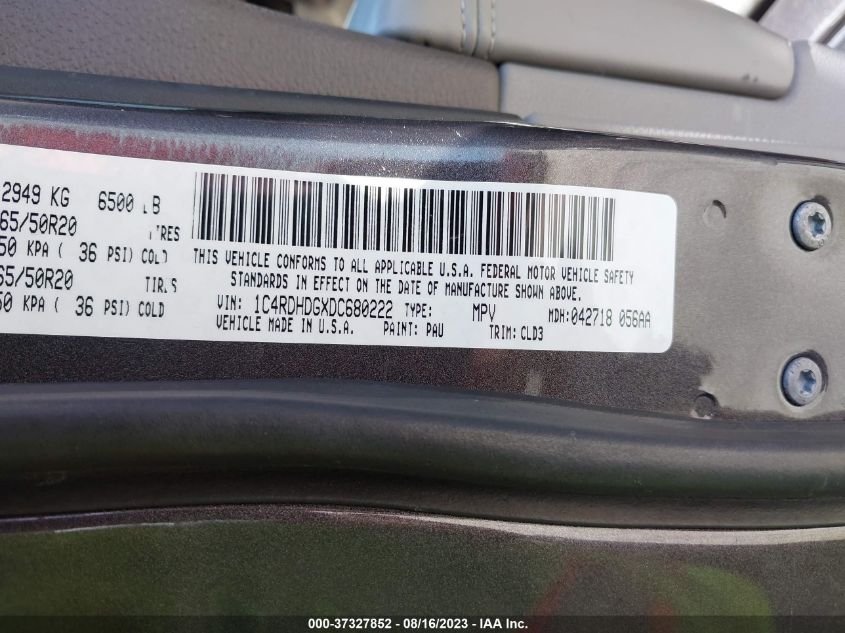 2949 KG 6500 LB
65/50R20 TIRES
50 KPA ( 36 PSI) COLD
65/50R20 TIRES
50 KPA ( 36 PSI) COLD
THIS VEHICLE CONFORMS TO ALL APPLICABLE U.S.A. FEDERAL MOTOR VEHICLE SAFETY
STANDARDS IN EFFECT ON THE DATE OF MANUFACTURE SHOWN ABOVE.
VIN: 1C4RDHDGXDC680222 TYPE: MPV MDH: 042718 056AA
VEHICLE MADE IN U.S.A. PAINT: PAU TRIM: CLD3
000-37327852 - 08/16/2023 - IAA Inc.